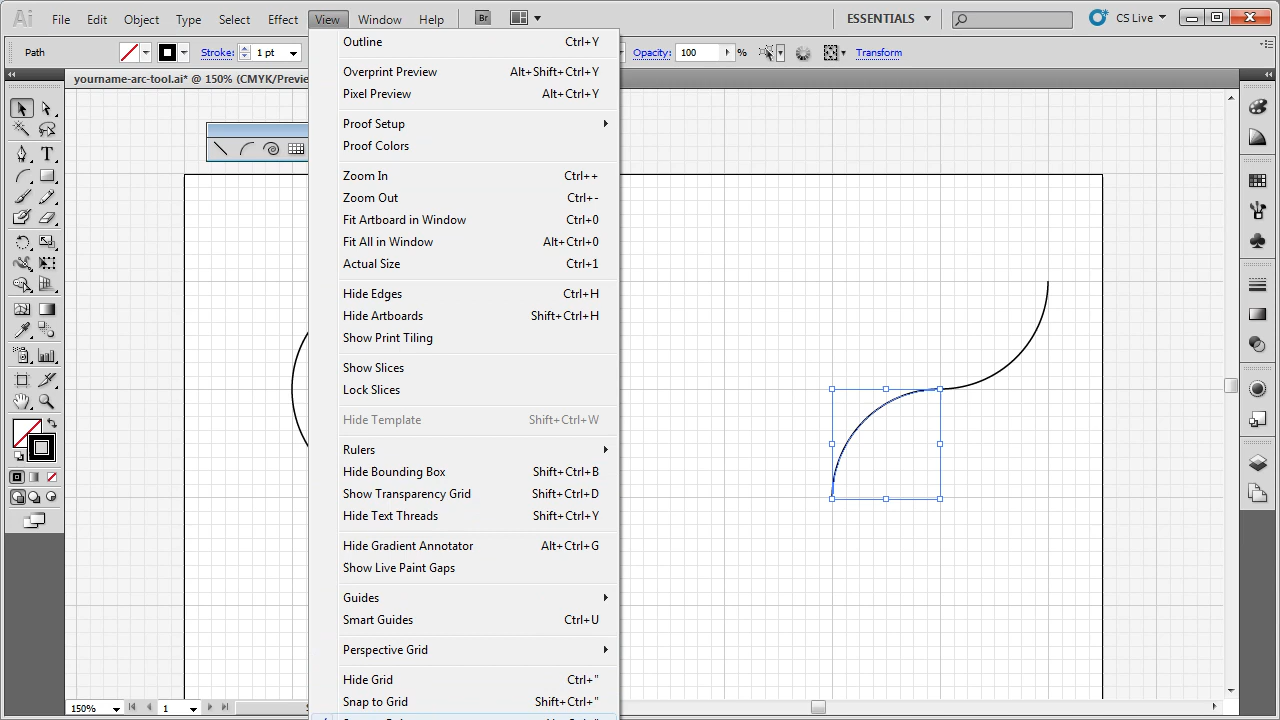 Ai File Edit Object Type Select Effect View Window Help Br ESSENTIALS CS Live
Path Stroke: 1 pt Opacity: 100 % Transform
yourname-arc-tool.ai* @ 150% (CMYK/Previe
Outline Ctrl+Y
Overprint Preview Alt+Shift+Ctrl+Y
Pixel Preview Alt+Ctrl+Y
Proof Setup
Proof Colors
Zoom In Ctrl++
Zoom Out Ctrl+-
Fit Artboard in Window Ctrl+0
Fit All in Window Alt+Ctrl+0
Actual Size Ctrl+1
Hide Edges Ctrl+H
Hide Artboards Shift+Ctrl+H
Show Print Tiling
Show Slices
Lock Slices
Hide Template Shift+Ctrl+W
Rulers
Hide Bounding Box Shift+Ctrl+B
Show Transparency Grid Shift+Ctrl+D
Hide Text Threads Shift+Ctrl+Y
Hide Gradient Annotator Alt+Ctrl+G
Show Live Paint Gaps
Guides
Smart Guides Ctrl+U
Perspective Grid
Hide Grid Ctrl+"
Snap to Grid Shift+Ctrl+"
150% 1